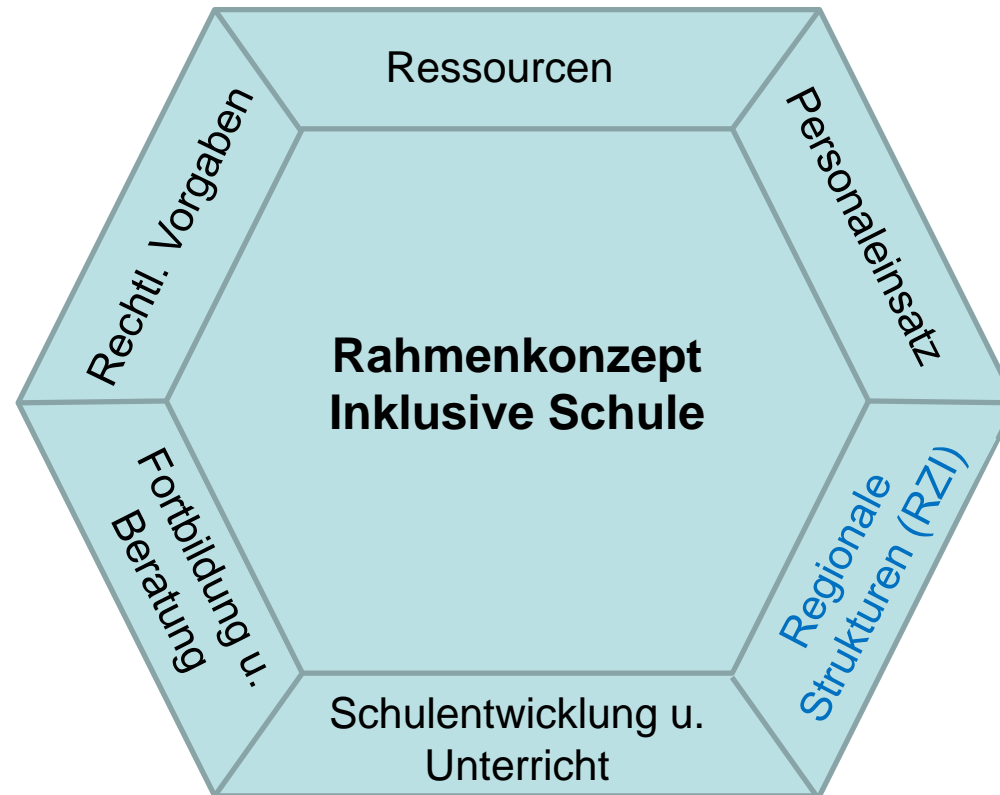 Ressourcen
Personaleinsatz
Regionale
Strukturen (RZI)
Schulentwicklung u.
Unterricht
Fortbildung u.
Beratung
Rechtl. Vorgaben
Rahmenkonzept
Inklusive Schule